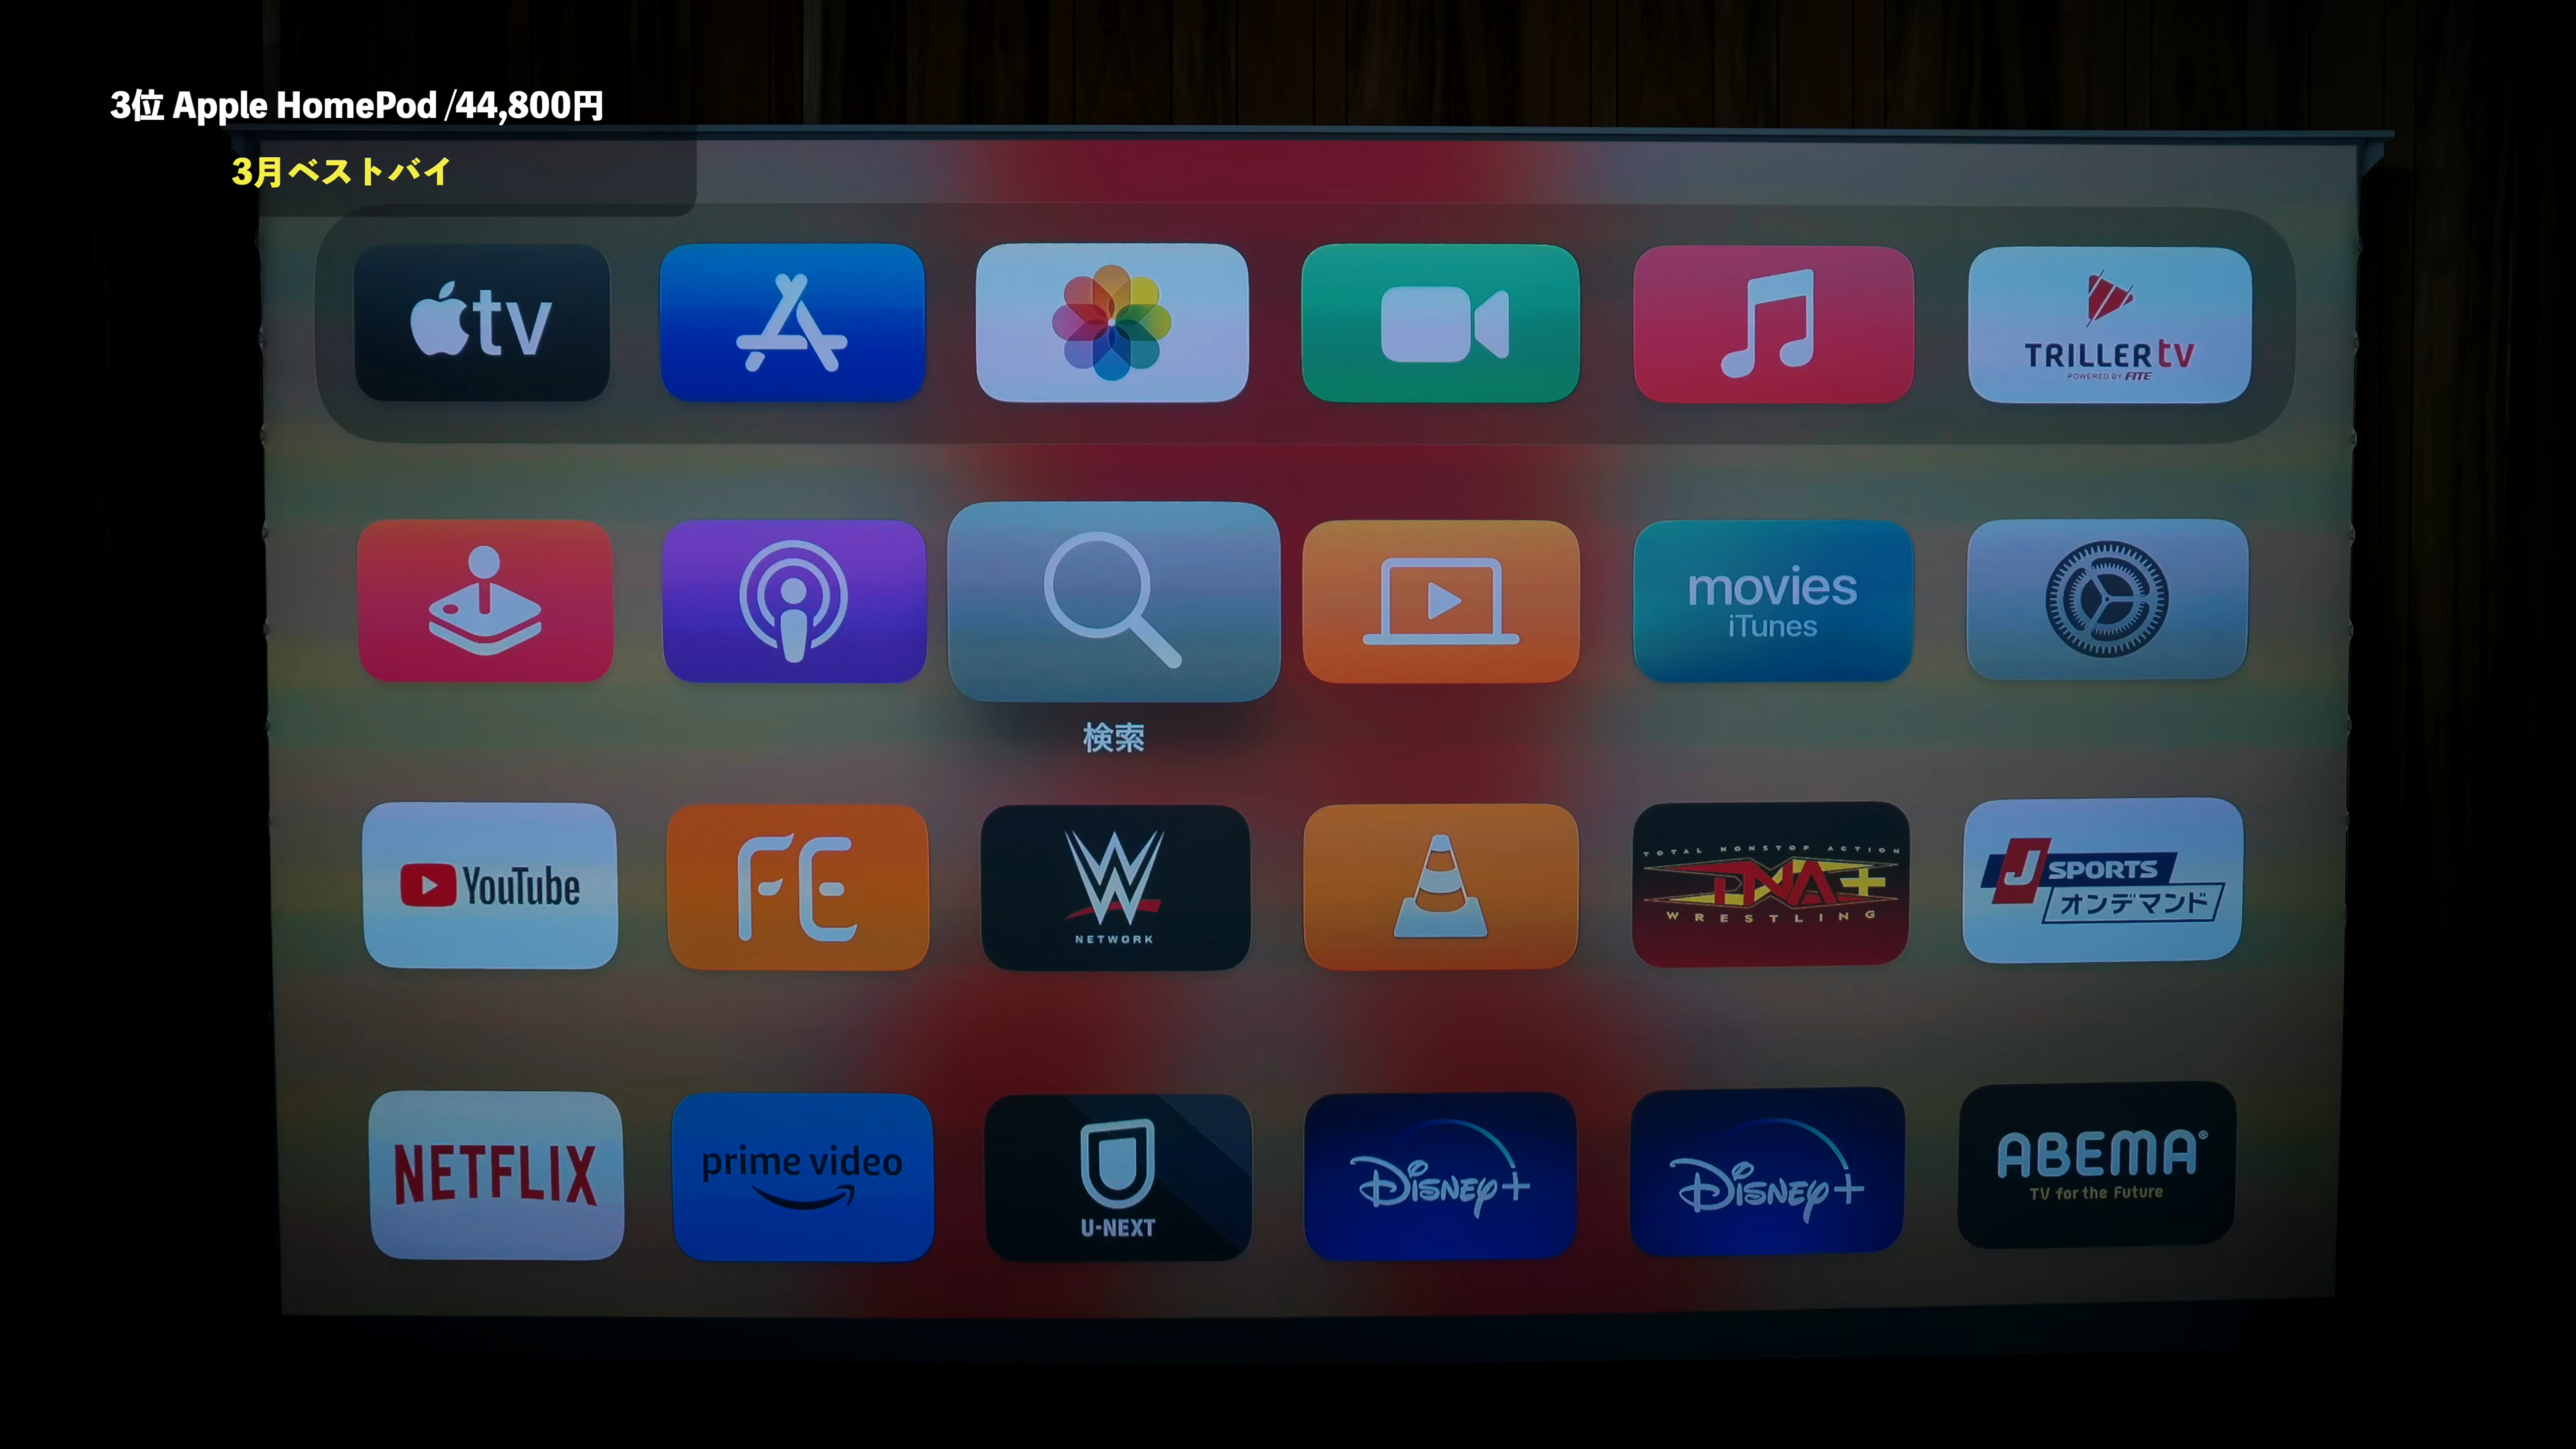 3位 Apple HomePod /44,800円
3月ベストバイ
tv
TRILLER tv
POWERED BY FITE
movies
iTunes
検索
YouTube
FE
W
NETWORK
TOTAL NONSTOP ACTION
TNA+
WRESTLING
J SPORTS
オンデマンド
NETFLIX
prime video
U-NEXT
Disney+
Disney+
ABEMA
TV for the Future